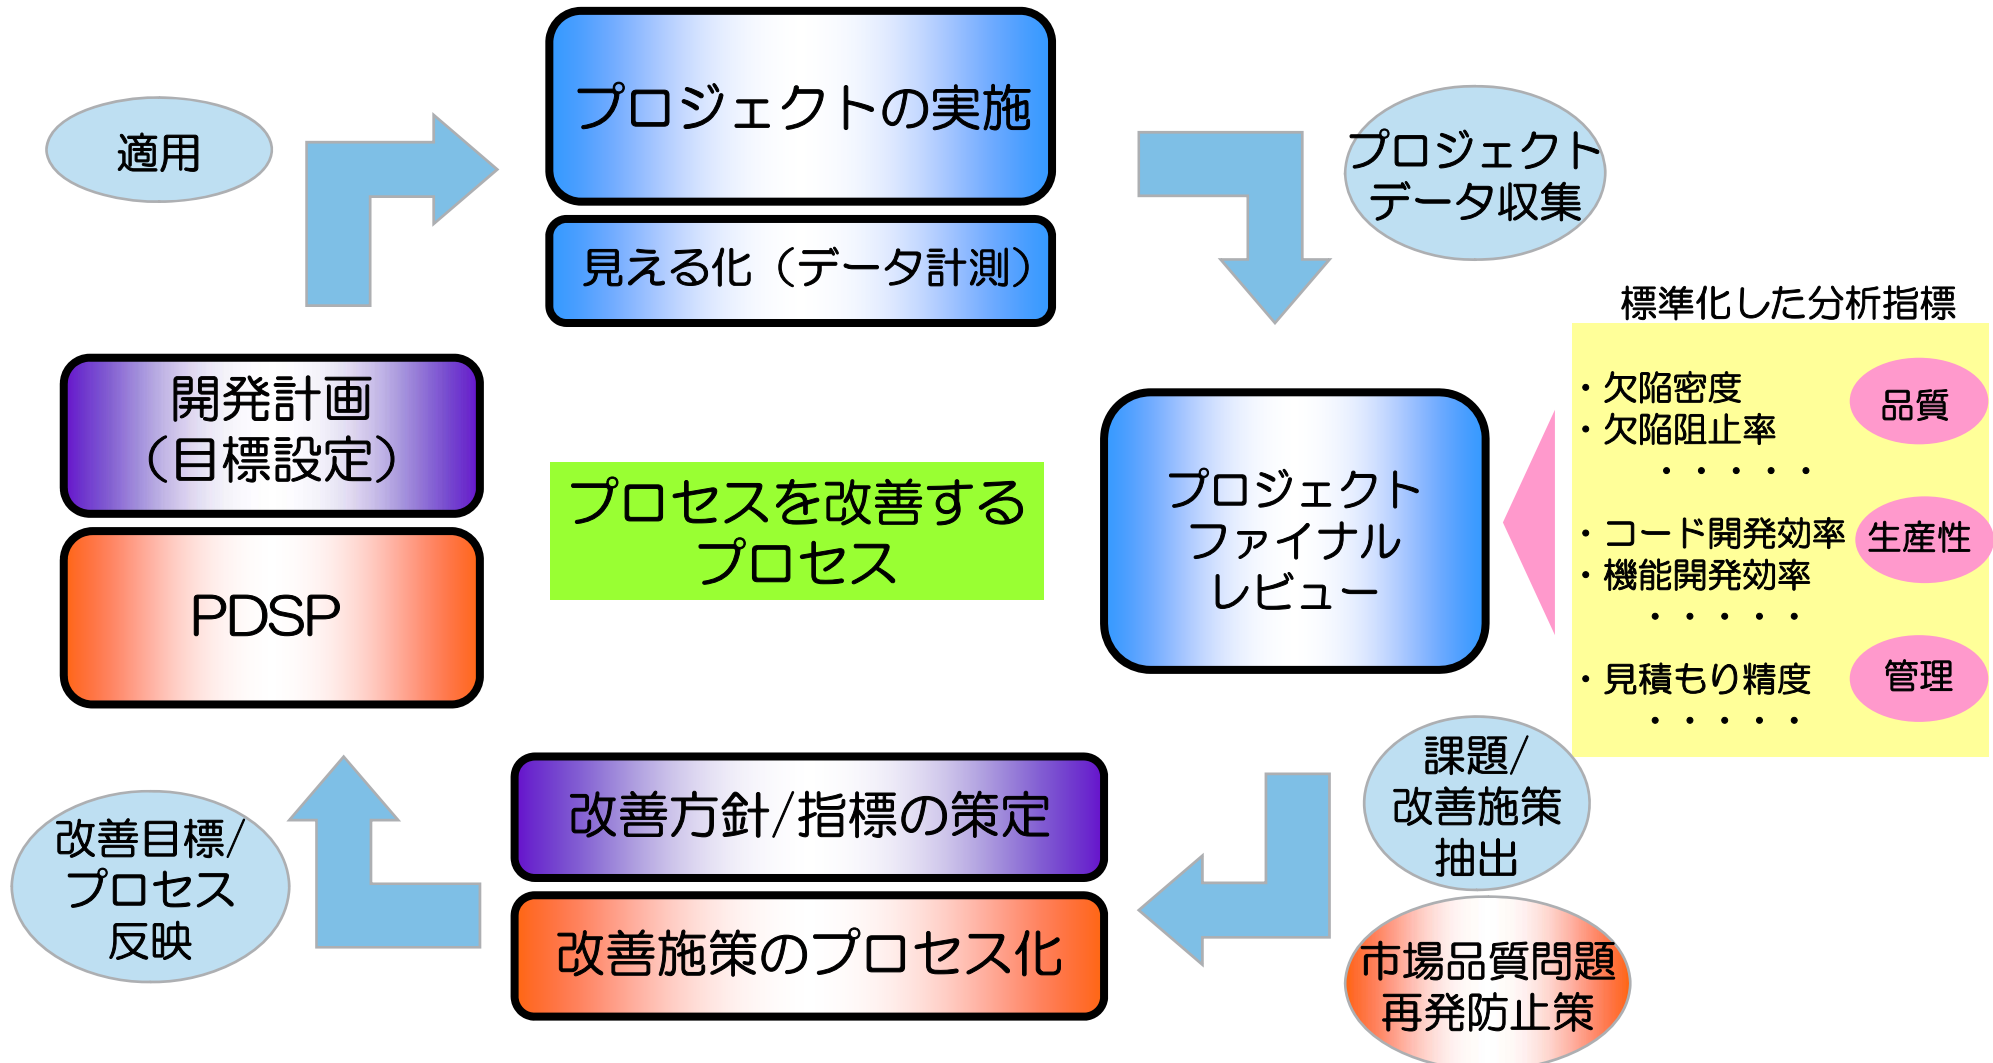 適用
プロジェクトの実施
見える化（データ計測）
プロジェクト
データ収集
標準化した分析指標
・欠陥密度
・欠陥阻止率
・・・・・
品質
・コード開発効率
・機能開発効率
・・・・・
生産性
・見積もり精度
・・・・・
管理
開発計画
（目標設定）
PDSP
プロセスを改善する
プロセス
プロジェクト
ファイナル
レビュー
課題/
改善施策
抽出
市場品質問題
再発防止策
改善方針/指標の策定
改善施策のプロセス化
改善目標/
プロセス
反映